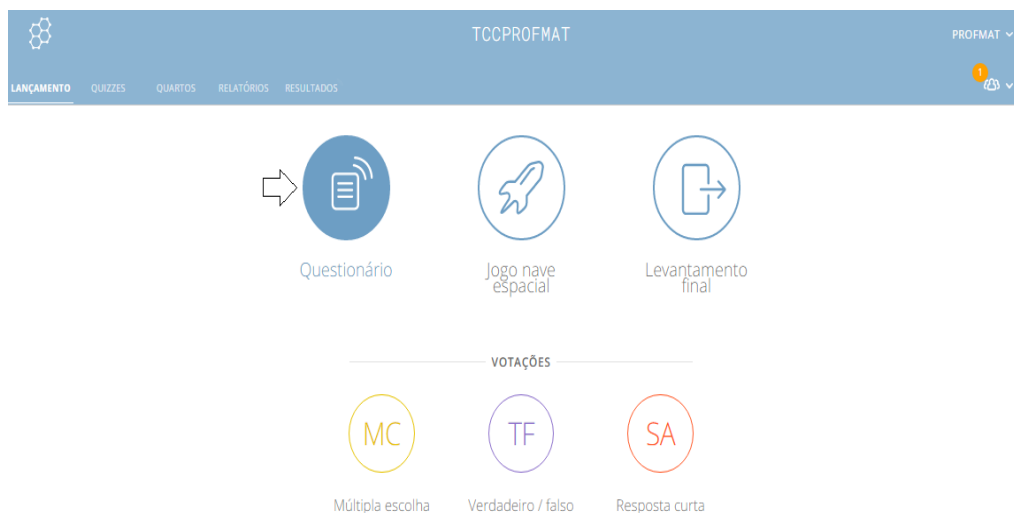 TCCPROFMAT
PROFMAT
1
LANÇAMENTO QUIZZES QUARTOS RELATÓRIOS RESULTADOS
Questionário
Jogo nave
espacial
Levantamento
final
VOTAÇÕES
MC
TF
SA
Múltipla escolha
Verdadeiro / falso
Resposta curta